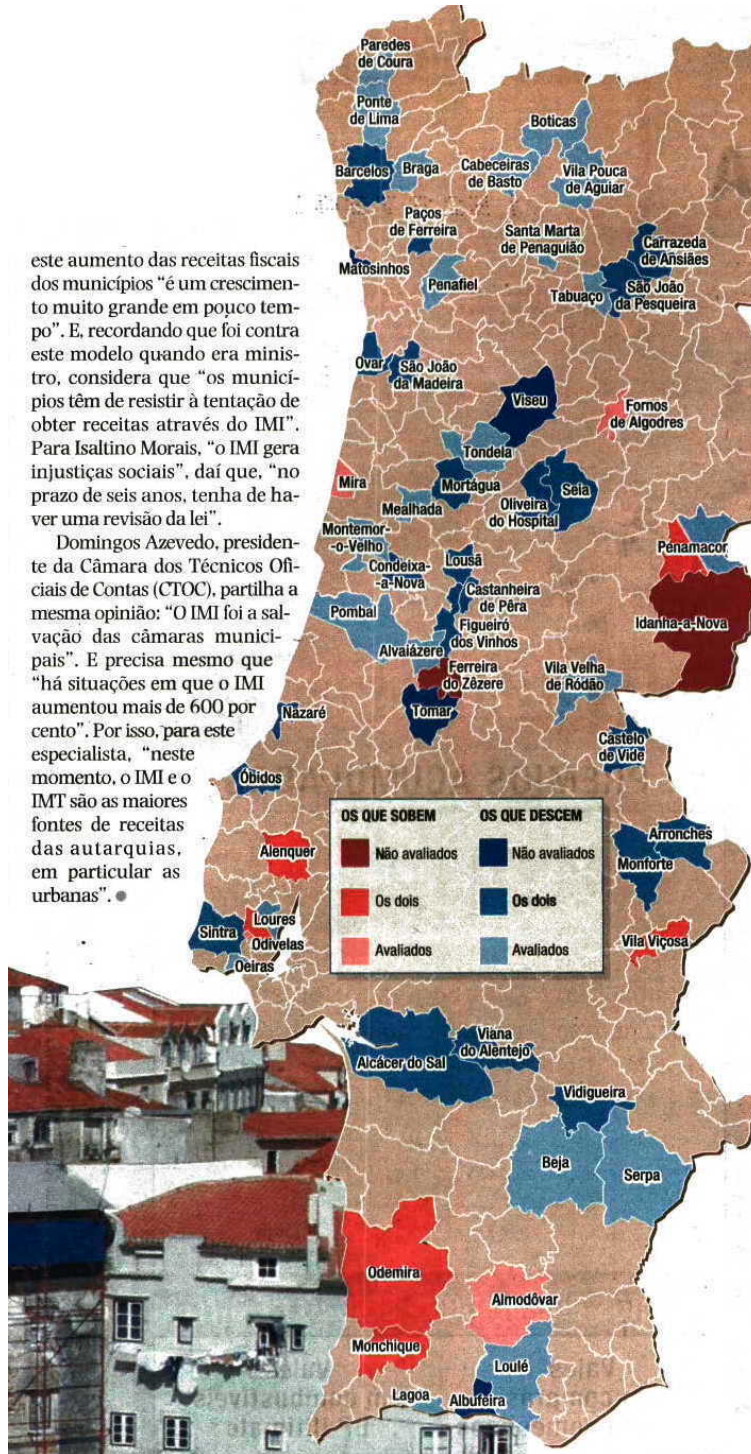 este aumento das receitas fiscais
dos municípios “é um crescimen-
to muito grande em pouco tem-
po”. E, recordando que foi contra
este modelo quando era minis-
tro, considera que “os municí-
pios têm de resistir à tentação de
obter receitas através do IMI”.
Para Isaltino Morais, “o IMI gera
injustiças sociais”, daí que, “no
prazo de seis anos, tenha de ha-
ver uma revisão da lei”.
Domingos Azevedo, presiden-
te da Câmara dos Técnicos Ofi-
ciais de Contas (CTOC), partilha a
mesma opinião: “O IMI foi a sal-
vação das câmaras munici-
pais”. E precisa mesmo que
“há situações em que o IMI
aumentou mais de 600 por
cento”. Por isso, para este
especialista, “neste
momento, o IMI e o
IMT são as maiores
fontes de receitas
das autarquias,
em particular as
urbanas”.
Paredes
de Coura
Ponte
de Lima
Boticas
Barcelos
Braga
Cabeceiras
de Basto
Vila Pouca
de Aguiar
Paços
de Ferreira
Santa Marta
de Penaguião
Carrazeda
de Ansiães
Matosinhos
Penafiel
Tabuaço
São João
da Pesqueira
Ovar
São João
da Madeira
Viseu
Fornos
de Algodres
Tondela
Mira
Mortágua
Oliveira
do Hospital
Seia
Mealhada
Montemor-
-o-Velho
Condeixa-
-a-Nova
Lousã
Penamacor
Castanheira
de Pêra
Idanha-a-Nova
Pombal
Figueiró
dos Vinhos
Alvaiázere
Ferreira
do Zêzere
Vila Velha
de Ródão
Nazaré
Tomar
Castelo
de Vide
Óbidos
Alenquer
Arronches
Monforte
OS QUE SOBEM
Não avaliados
Os dois
Avaliados
OS QUE DESCEM
Não avaliados
Os dois
Avaliados
Sintra
Loures
Odivelas
Oeiras
Vila Viçosa
Alcácer do Sal
Viana
do Alentejo
Vidigueira
Beja
Serpa
Odemira
Almodôvar
Monchique
Loulé
Lagoa
Albufeira